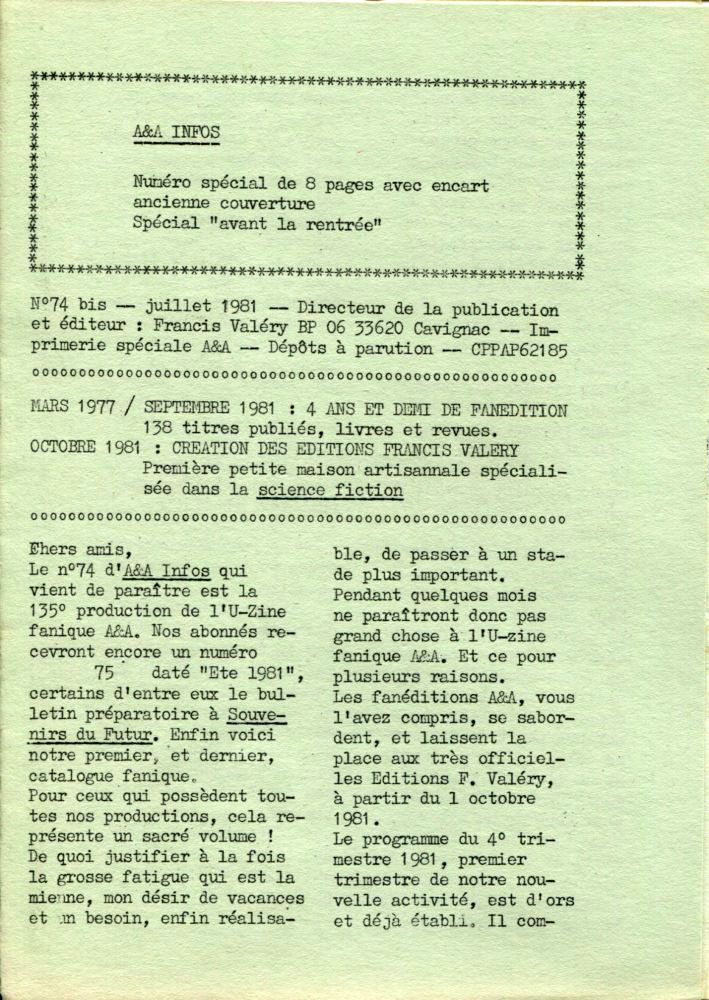 A&A INFOS
Numéro spécial de 8 pages avec encart
ancienne couverture
Spécial "avant la rentrée"
N°74 bis -- juillet 1981 -- Directeur de la publication
et éditeur : Francis Valéry BP 06 33620 Cavignac -- Im-
primerie spéciale A&A -- Dépôts à parution -- CPPAP62185
MARS 1977 / SEPTEMBRE 1981 : 4 ANS ET DEMI DE FANEDITION
138 titres publiés, livres et revues.
OCTOBRE 1981 : CREATION DES EDITIONS FRANCIS VALERY
Première petite maison artisannale spéciali-
sée dans la science fiction
Ehers amis,
Le n°74 d'A&A Infos qui
vient de paraître est la
135° production de l'U-Zine
fanique A&A. Nos abonnés re-
cevront encore un numéro
75 daté "Ete 1981",
certains d'entre eux le bul-
letin préparatoire à Souve-
nirs du Futur. Enfin voici
notre premier, et dernier,
catalogue fanique.
Pour ceux qui possèdent tou-
tes nos productions, cela re-
présente un sacré volume !
De quoi justifier à la fois
la grosse fatigue qui est la
mienne, mon désir de vacances
et un besoin, enfin réalisa-
ble, de passer à un sta-
de plus important.
Pendant quelques mois
ne paraîtront donc pas
grand chose à l'U-zine
fanique A&A. Et ce pour
plusieurs raisons.
Les fanéditions A&A, vous
l'avez compris, se sabor-
dent, et laissent la
place aux très officiel-
les Editions F. Valéry,
à partir du 1 octobre
1981.
Le programme du 4° tri-
mestre 1981, premier
trimestre de notre nou-
velle activité, est d'ors
et déjà établi. Il com-